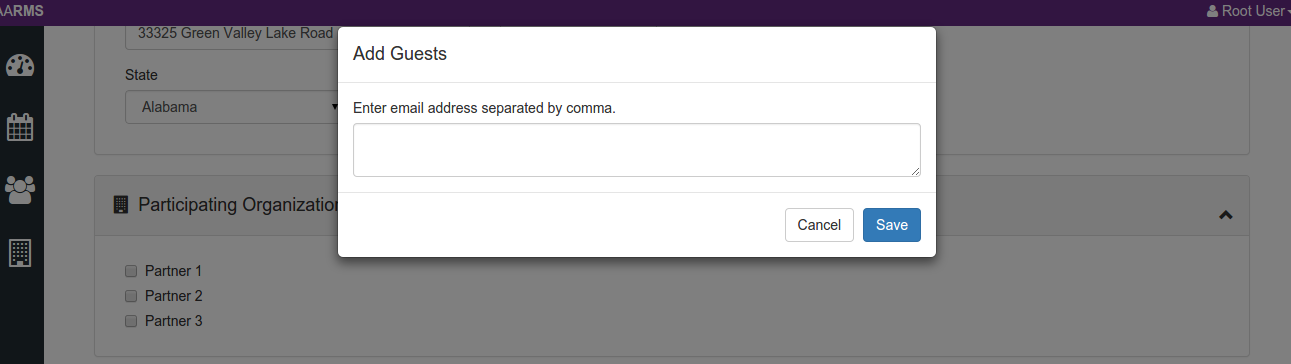 AARMS
Root User
33325 Green Valley Lake Road
State
Alabama
Add Guests
Enter email address separated by comma.
Cancel
Save
Participating Organization
Partner 1
Partner 2
Partner 3